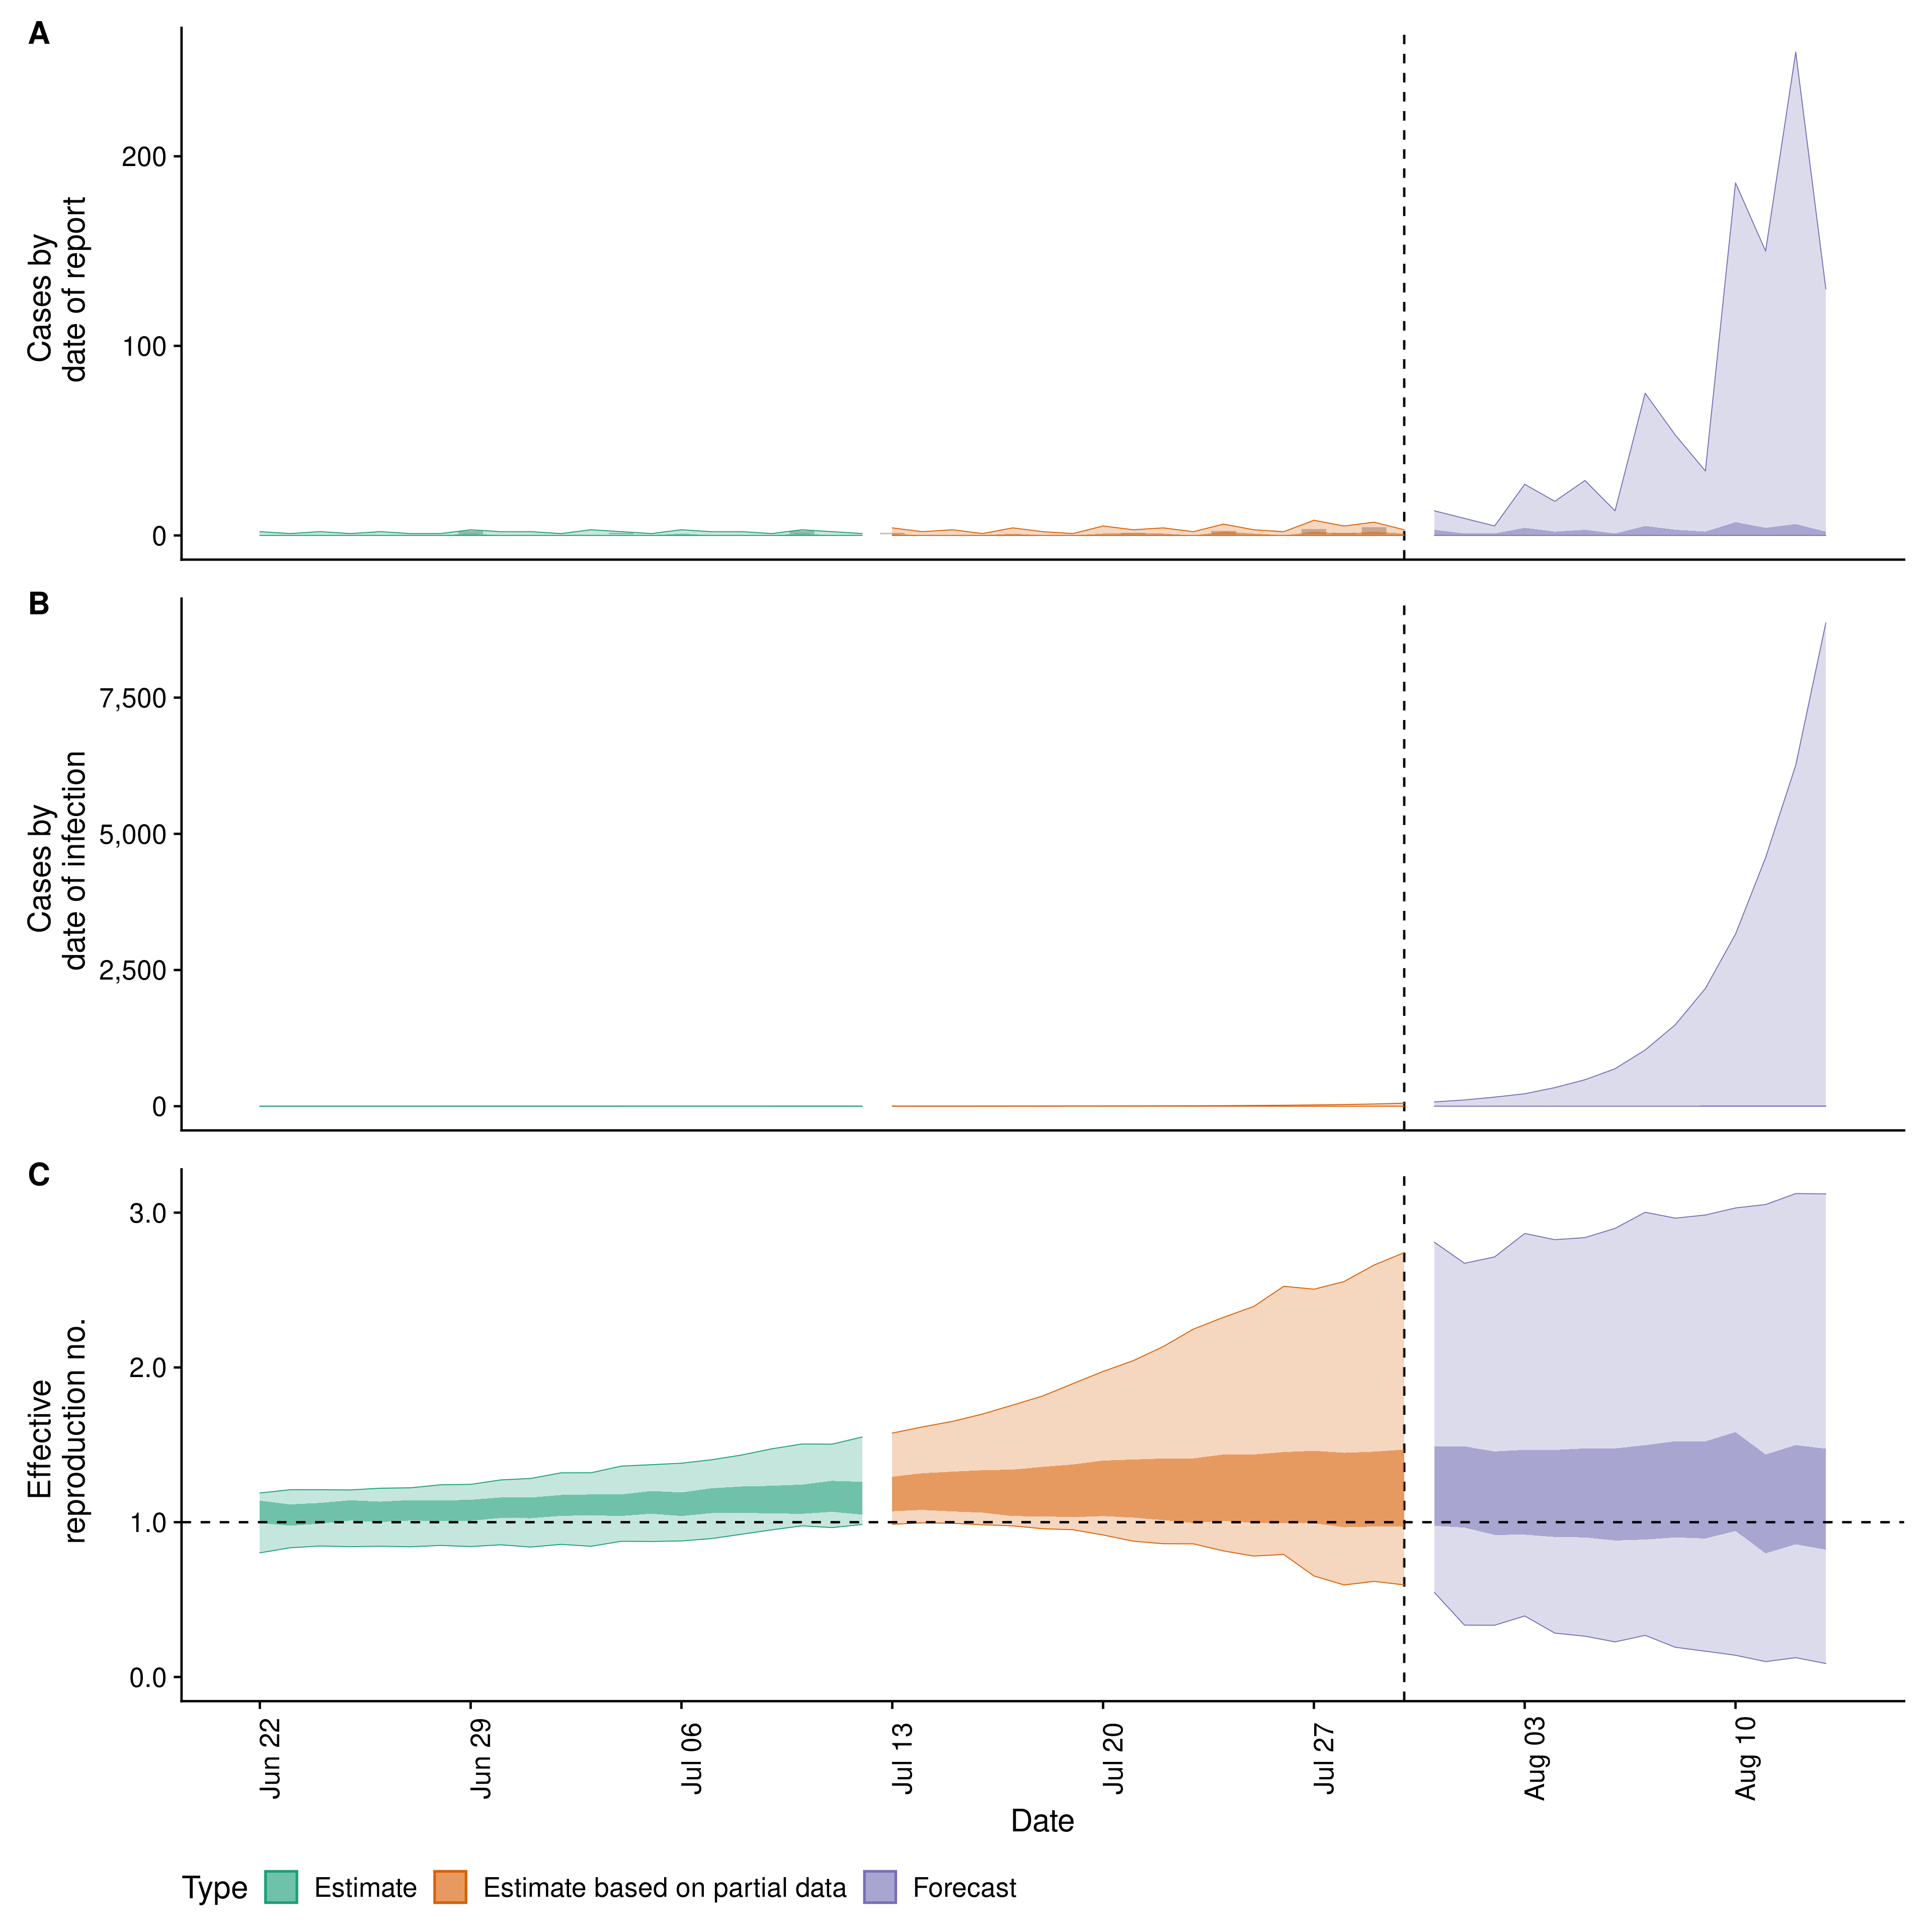 A
Cases by
date of report
200
100
0
B
Cases by
date of infection
7,500
5,000
2,500
0
C
Effective
reproduction no.
3.0
2.0
1.0
0.0
Jun 22
Jun 29
Jul 06
Jul 13
Jul 20
Jul 27
Aug 03
Aug 10
Date
Type Estimate Estimate based on partial data Forecast